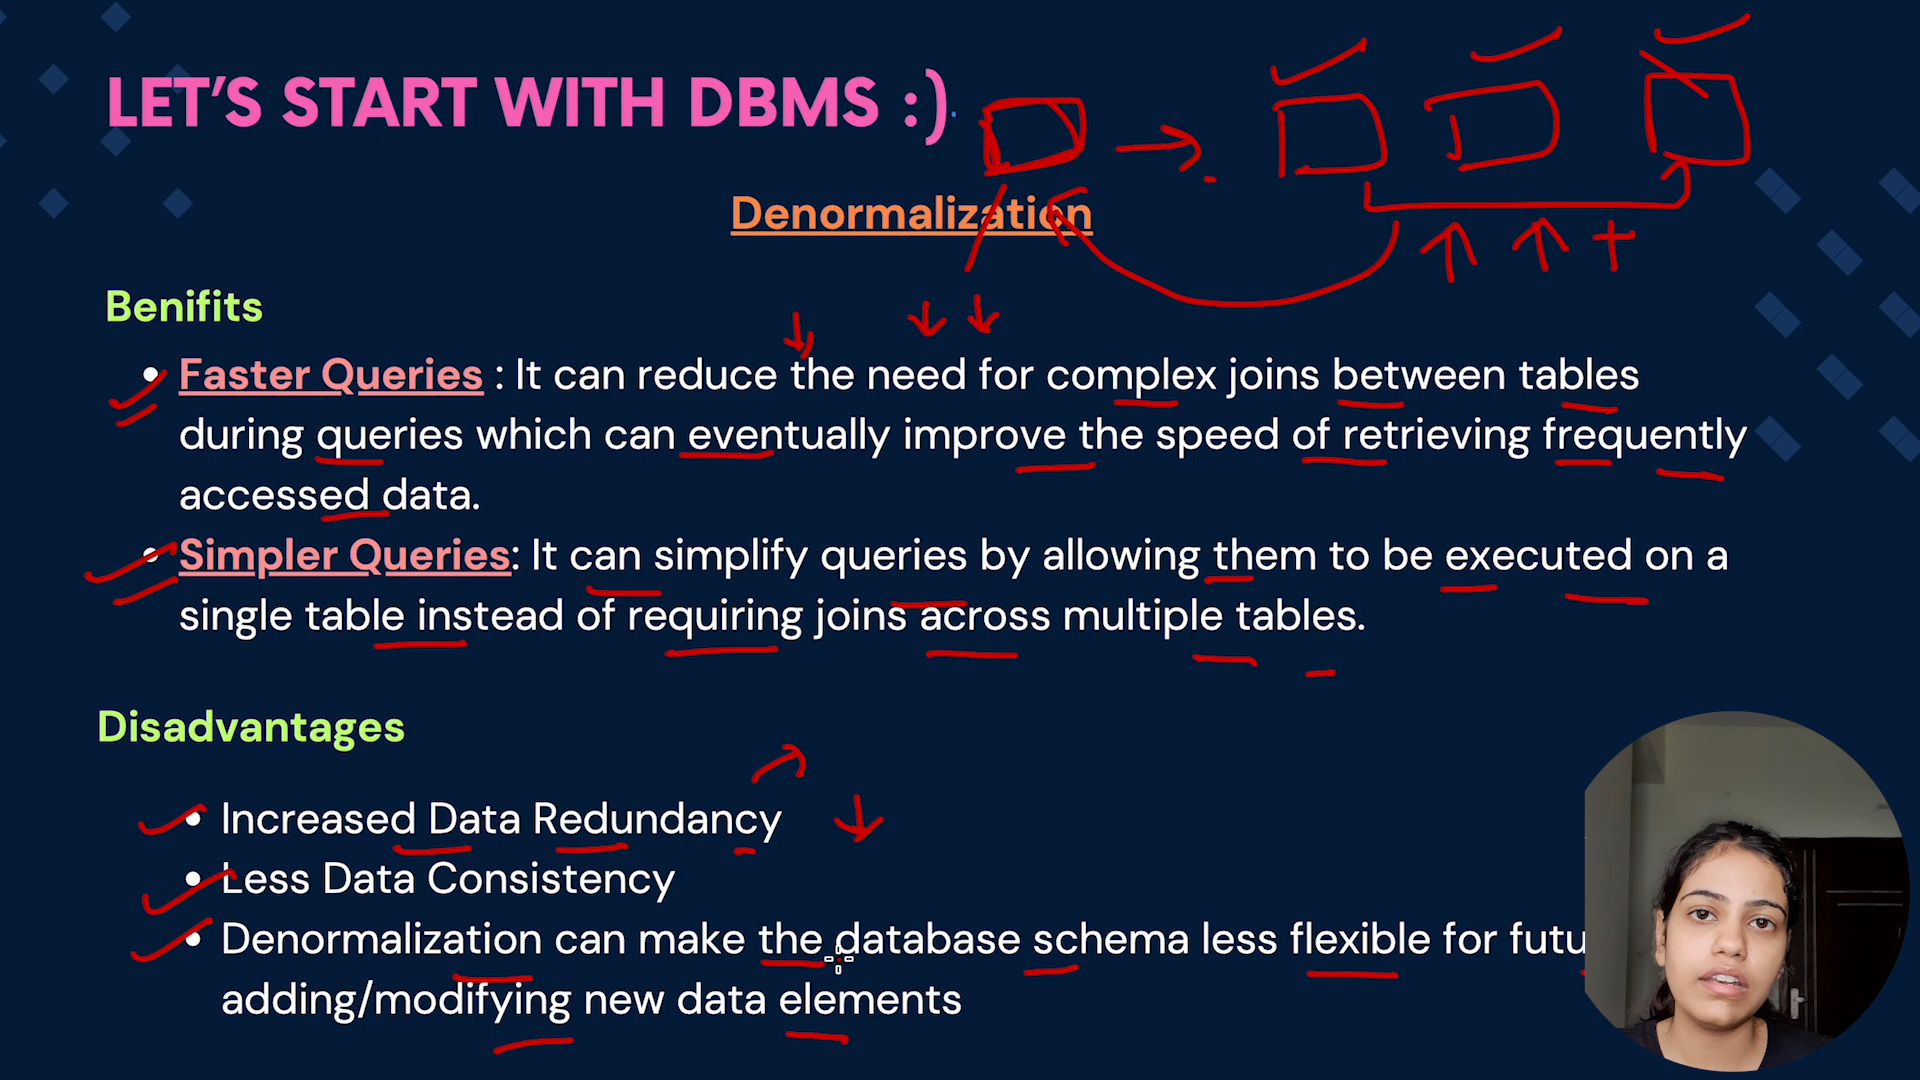 LET'S START WITH DBMS :)
Denormalization
Benifits
Faster Queries : It can reduce the need for complex joins between tables
during queries which can eventually improve the speed of retrieving frequently
accessed data.
Simpler Queries: It can simplify queries by allowing them to be executed on a
single table instead of requiring joins across multiple tables.
Disadvantages
Increased Data Redundancy
Less Data Consistency
Denormalization can make the database schema less flexible for
adding/modifying new data elements